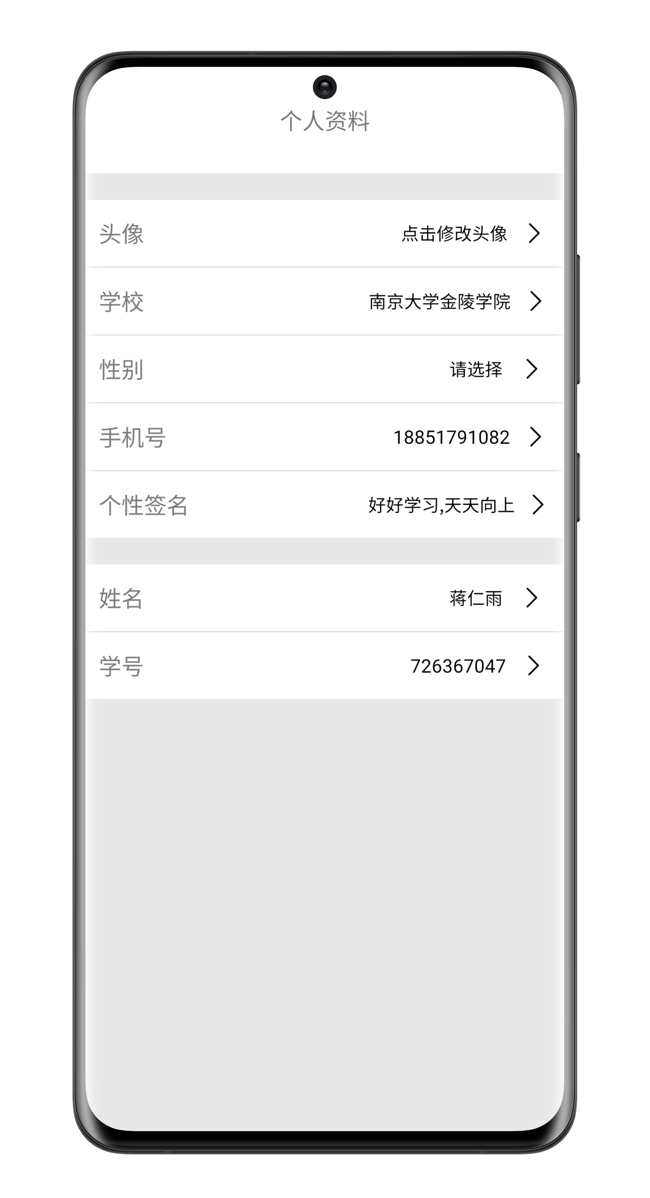 个人资料
头像 点击修改头像
学校 南京大学金陵学院
性别 请选择
手机号 18851791082
个性签名 好好学习,天天向上
姓名 蒋仁雨
学号 726367047